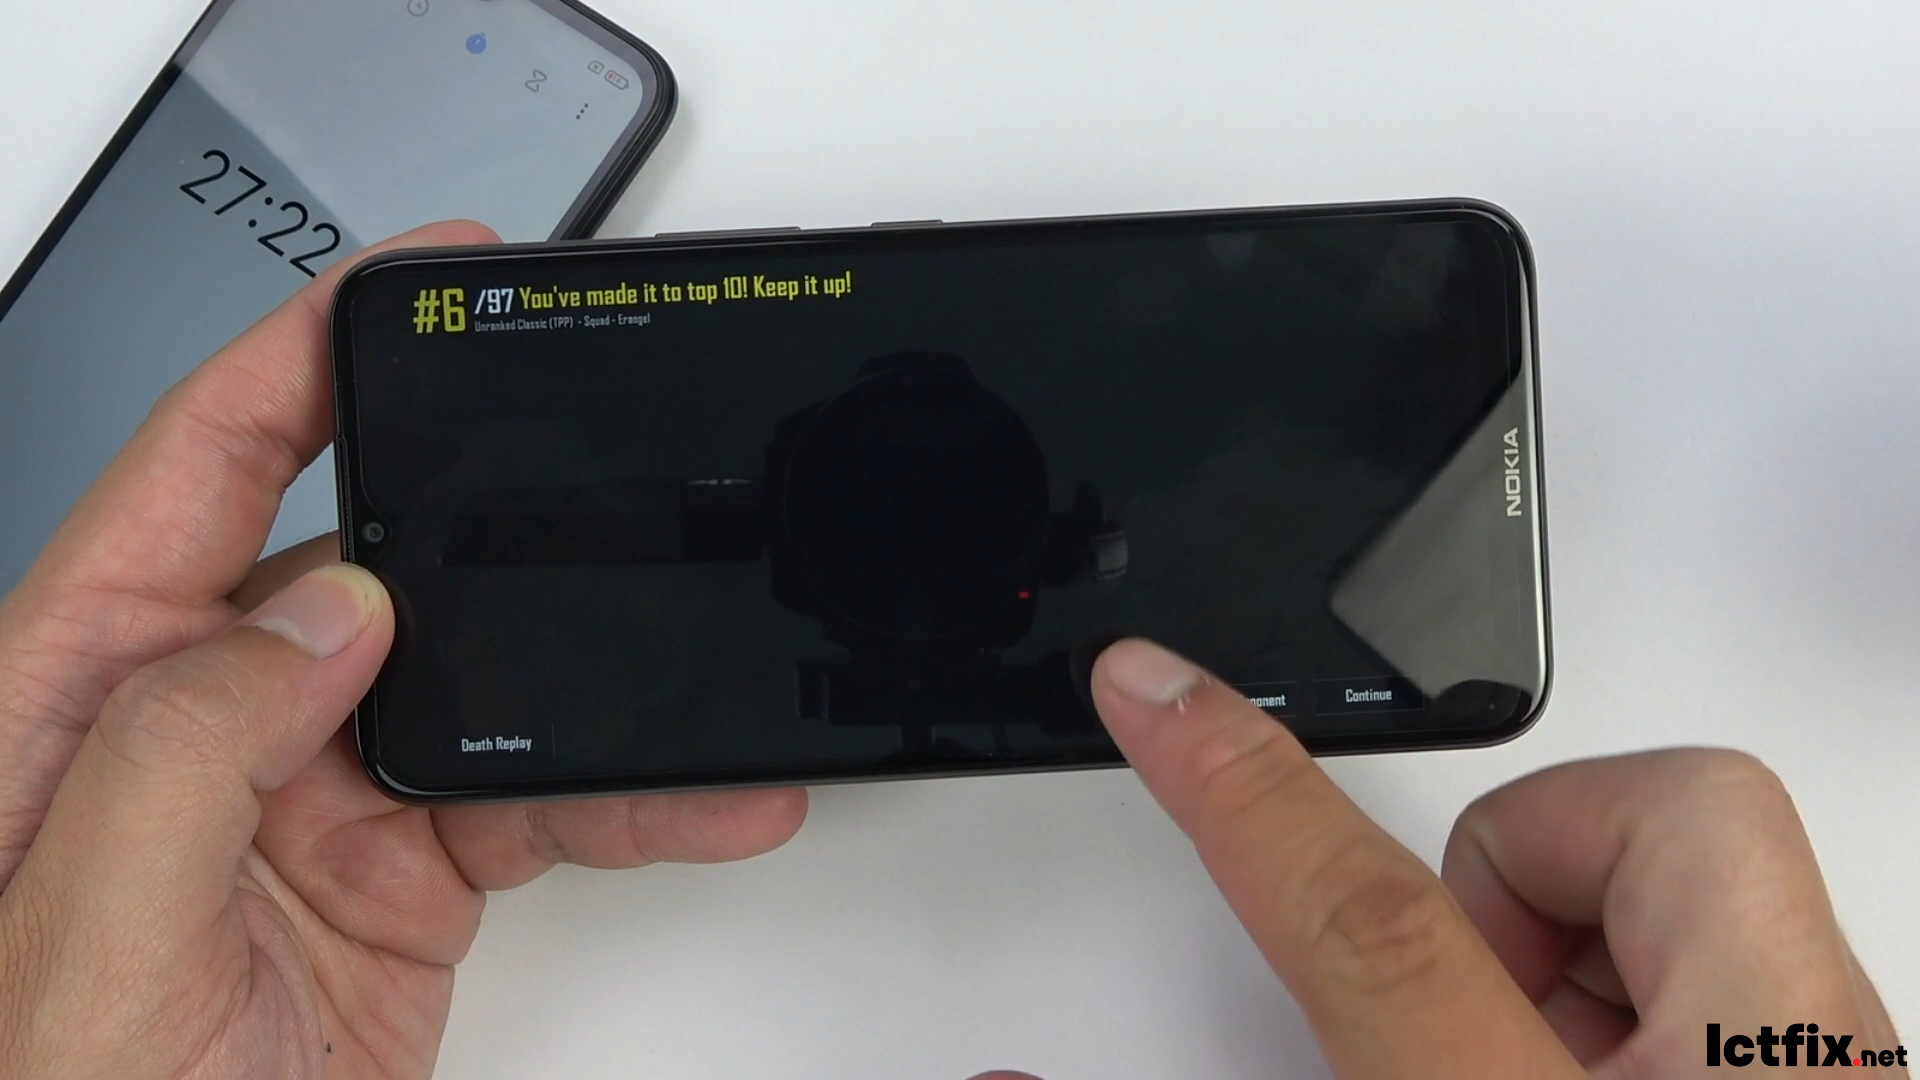 27:22
#6 /97 You've made it to top 10! Keep it up!
Unranked Classic (TPP) - Squad - Erangel
NOKIA
Continue
Death Replay
Ictfix.net